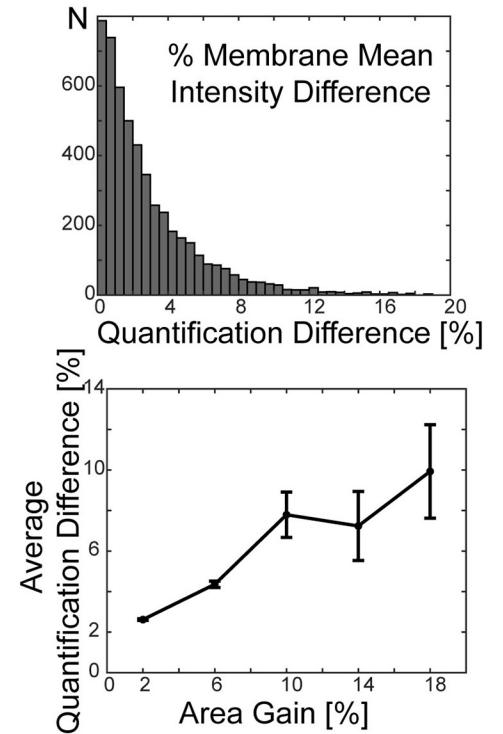 N
% Membrane Mean
Intensity Difference
600
400
200
0
0 4 8 12 16 20
Quantification Difference [%]
Average
Quantification Difference [%]
14
10
6
2
0
0 2 6 10 14 18
Area Gain [%]